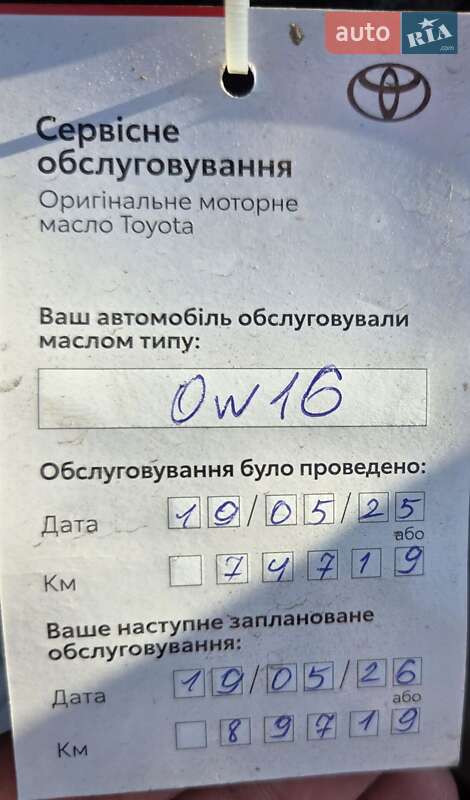 auto RIA.com
Сервісне
обслуговування
Оригінальне моторне
масло Toyota
Ваш автомобіль обслуговували
маслом типу:
0w16
Обслуговування було проведено:
Дата 19/05/25
або
Км 74719
Ваше наступне заплановане
обслуговування:
Дата 19/05/26
або
Км 89719